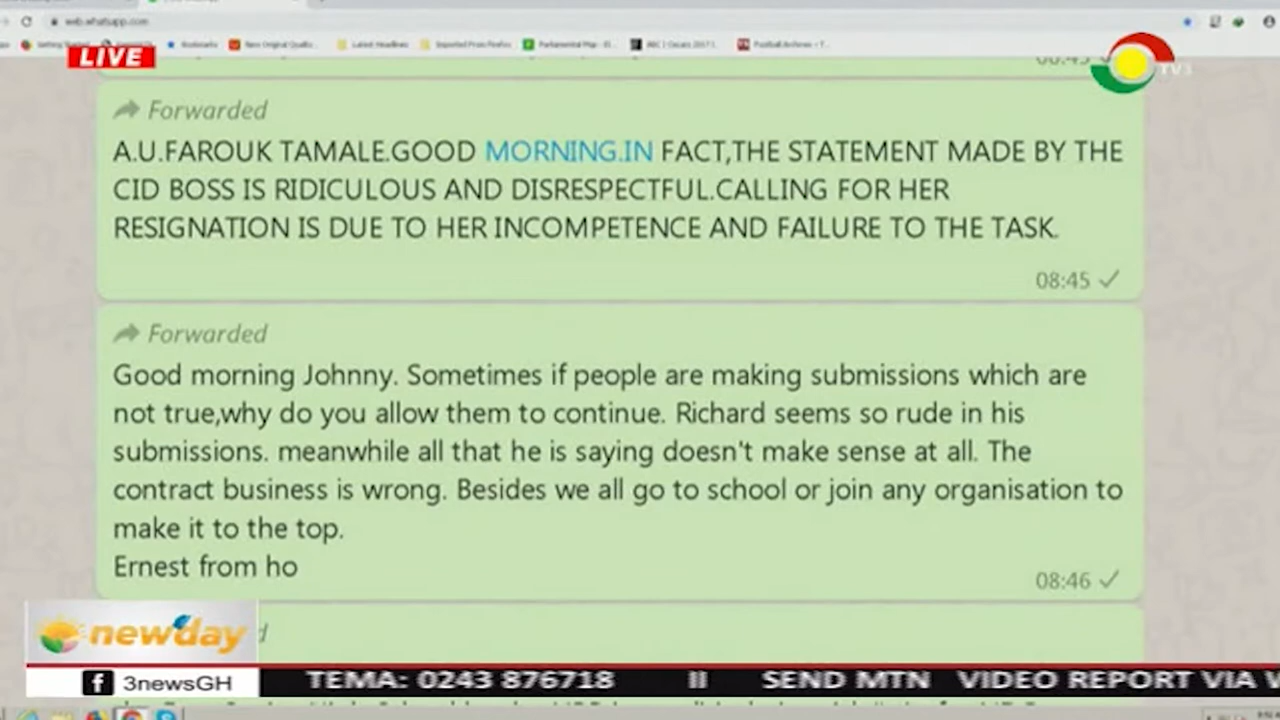 web.whatsapp.com
LIVE
TV3
Forwarded
A.U.FAROUK TAMALE.GOOD MORNING.IN FACT,THE STATEMENT MADE BY THE
CID BOSS IS RIDICULOUS AND DISRESPECTFUL.CALLING FOR HER
RESIGNATION IS DUE TO HER INCOMPETENCE AND FAILURE TO THE TASK.
08:45
Forwarded
Good morning Johnny. Sometimes if people are making submissions which are
not true,why do you allow them to continue. Richard seems so rude in his
submissions. meanwhile all that he is saying doesn't make sense at all. The
contract business is wrong. Besides we all go to school or join any organisation to
make it to the top.
Ernest from ho
08:46
newday
f 3newsGH
TEMA: 0243 876718 II SEND MTN VIDEO REPORT VIA